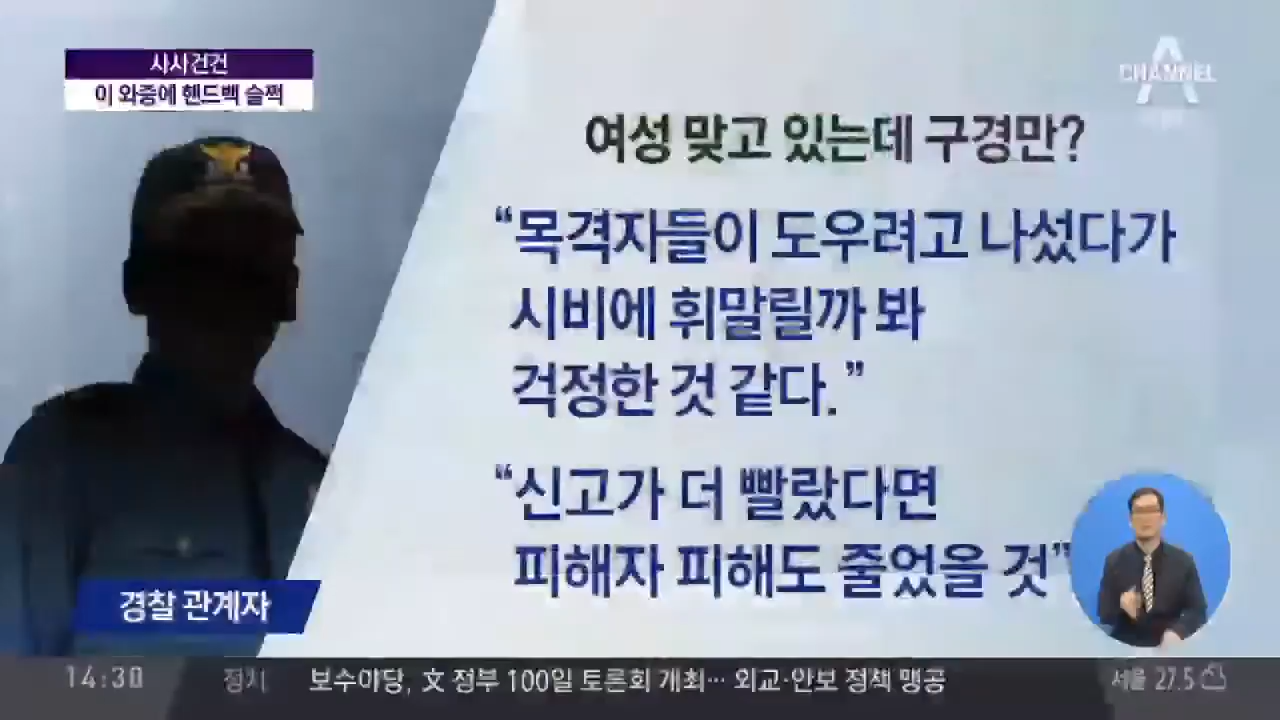 시사건건
이 와중에 핸드백 슬쩍
CHANNEL A
여성 맞고 있는데 구경만?
“목격자들이 도우려고 나섰다가
시비에 휘말릴까 봐
걱정한 것 같다.”
“신고가 더 빨랐다면
피해자 피해도 줄었을 것”
경찰 관계자
14:30 정치 보수야당, 文 정부 100일 토론회 개최… 외교·안보 정책 맹공 서울 27.5